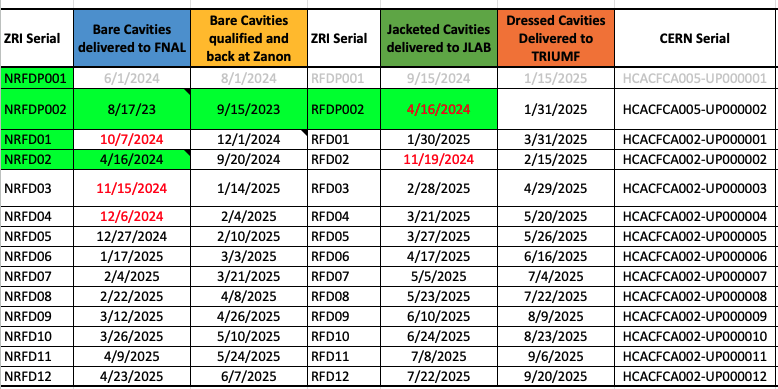 ZRI Serial Bare Cavities delivered to FNAL Bare Cavities qualified and back at Zanon ZRI Serial Jacketed Cavities delivered to JLAB Dressed Cavities Delivered to TRIUMF CERN Serial
NRFDP001 6/1/2024 8/1/2024 RFDP001 9/15/2024 1/15/2025 HCACFCA005-UP000001
NRFDP002 8/17/23 9/15/2023 RFDP002 4/16/2024 1/31/2025 HCACFCA005-UP000002
NRFD01 10/7/2024 12/1/2024 RFD01 1/30/2025 3/31/2025 HCACFCA002-UP000001
NRFD02 4/16/2024 9/20/2024 RFD02 11/19/2024 2/15/2025 HCACFCA002-UP000002
NRFD03 11/15/2024 1/14/2025 RFD03 2/28/2025 4/29/2025 HCACFCA002-UP000003
NRFD04 12/6/2024 2/4/2025 RFD04 3/21/2025 5/20/2025 HCACFCA002-UP000004
NRFD05 12/27/2024 2/10/2025 RFD05 3/27/2025 5/26/2025 HCACFCA002-UP000005
NRFD06 1/17/2025 3/3/2025 RFD06 4/17/2025 6/16/2025 HCACFCA002-UP000006
NRFD07 2/4/2025 3/21/2025 RFD07 5/5/2025 7/4/2025 HCACFCA002-UP000007
NRFD08 2/22/2025 4/8/2025 RFD08 5/23/2025 7/22/2025 HCACFCA002-UP000008
NRFD09 3/12/2025 4/26/2025 RFD09 6/10/2025 8/9/2025 HCACFCA002-UP000009
NRFD10 3/26/2025 5/10/2025 RFD10 6/24/2025 8/23/2025 HCACFCA002-UP000010
NRFD11 4/9/2025 5/24/2025 RFD11 7/8/2025 9/6/2025 HCACFCA002-UP000011
NRFD12 4/23/2025 6/7/2025 RFD12 7/22/2025 9/20/2025 HCACFCA002-UP000012